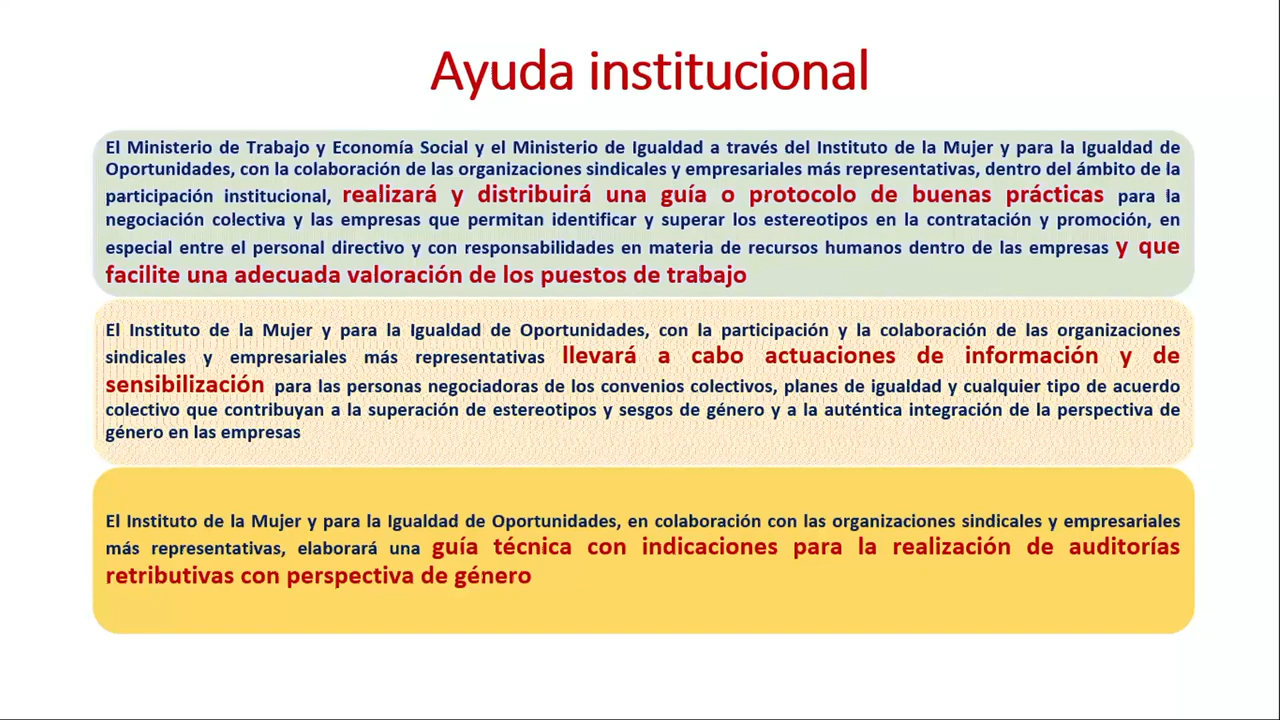 Ayuda institucional
El Ministerio de Trabajo y Economía Social y el Ministerio de Igualdad a través del Instituto de la Mujer y para la Igualdad de
Oportunidades, con la colaboración de las organizaciones sindicales y empresariales más representativas, dentro del ámbito de la
participación institucional, realizará y distribuirá una guía o protocolo de buenas prácticas para la
negociación colectiva y las empresas que permitan identificar y superar los estereotipos en la contratación y promoción, en
especial entre el personal directivo y con responsabilidades en materia de recursos humanos dentro de las empresas y que
facilite una adecuada valoración de los puestos de trabajo
El Instituto de la Mujer y para la Igualdad de Oportunidades, con la participación y la colaboración de las organizaciones
sindicales y empresariales más representativas llevará a cabo actuaciones de información y de
sensibilización para las personas negociadoras de los convenios colectivos, planes de igualdad y cualquier tipo de acuerdo
colectivo que contribuyan a la superación de estereotipos y sesgos de género y a la auténtica integración de la perspectiva de
género en las empresas
El Instituto de la Mujer y para la Igualdad de Oportunidades, en colaboración con las organizaciones sindicales y empresariales
más representativas, elaborará una guía técnica con indicaciones para la realización de auditorías
retributivas con perspectiva de género